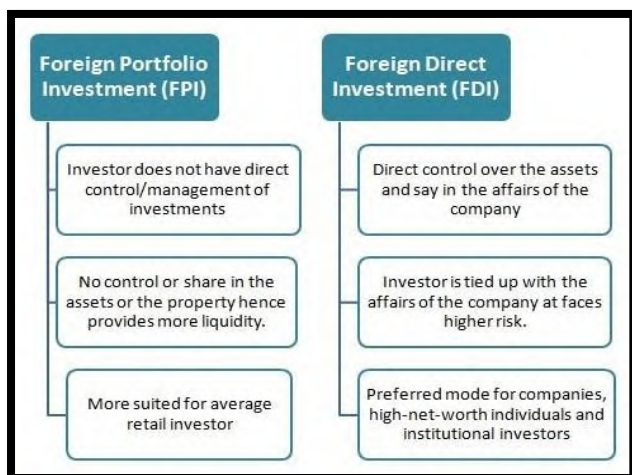 Foreign Portfolio
Investment (FPI)
Investor does not have direct
control/management of
investments
No control or share in the
assets or the property hence
provides more liquidity.
More suited for average
retail investor
Foreign Direct
Investment (FDI)
Direct control over the assets
and say in the affairs of the
company
Investor is tied up with the
affairs of the company at faces
higher risk.
Preferred mode for companies,
high-net-worth individuals and
institutional investors